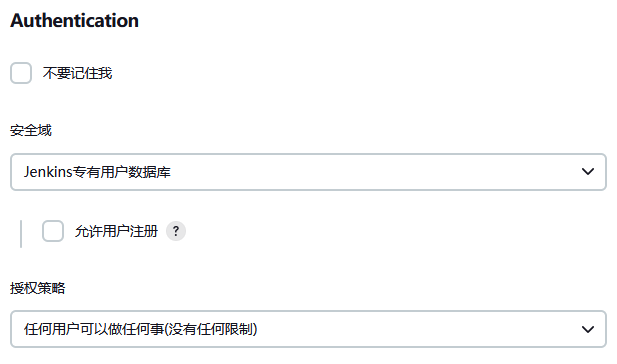 Authentication
不要记住我
安全域
Jenkins专有用户数据库
允许用户注册 ?
授权策略
任何用户可以做任何事(没有任何限制)